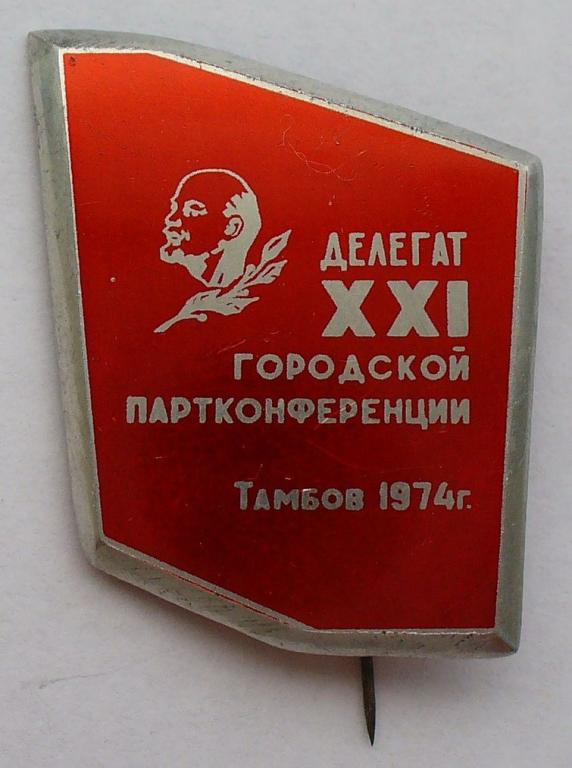 ДЕЛЕГАТ
XXI
ГОРОДСКОЙ
ПАРТКОНФЕРЕНЦИИ
ТАМБОВ 1974г.